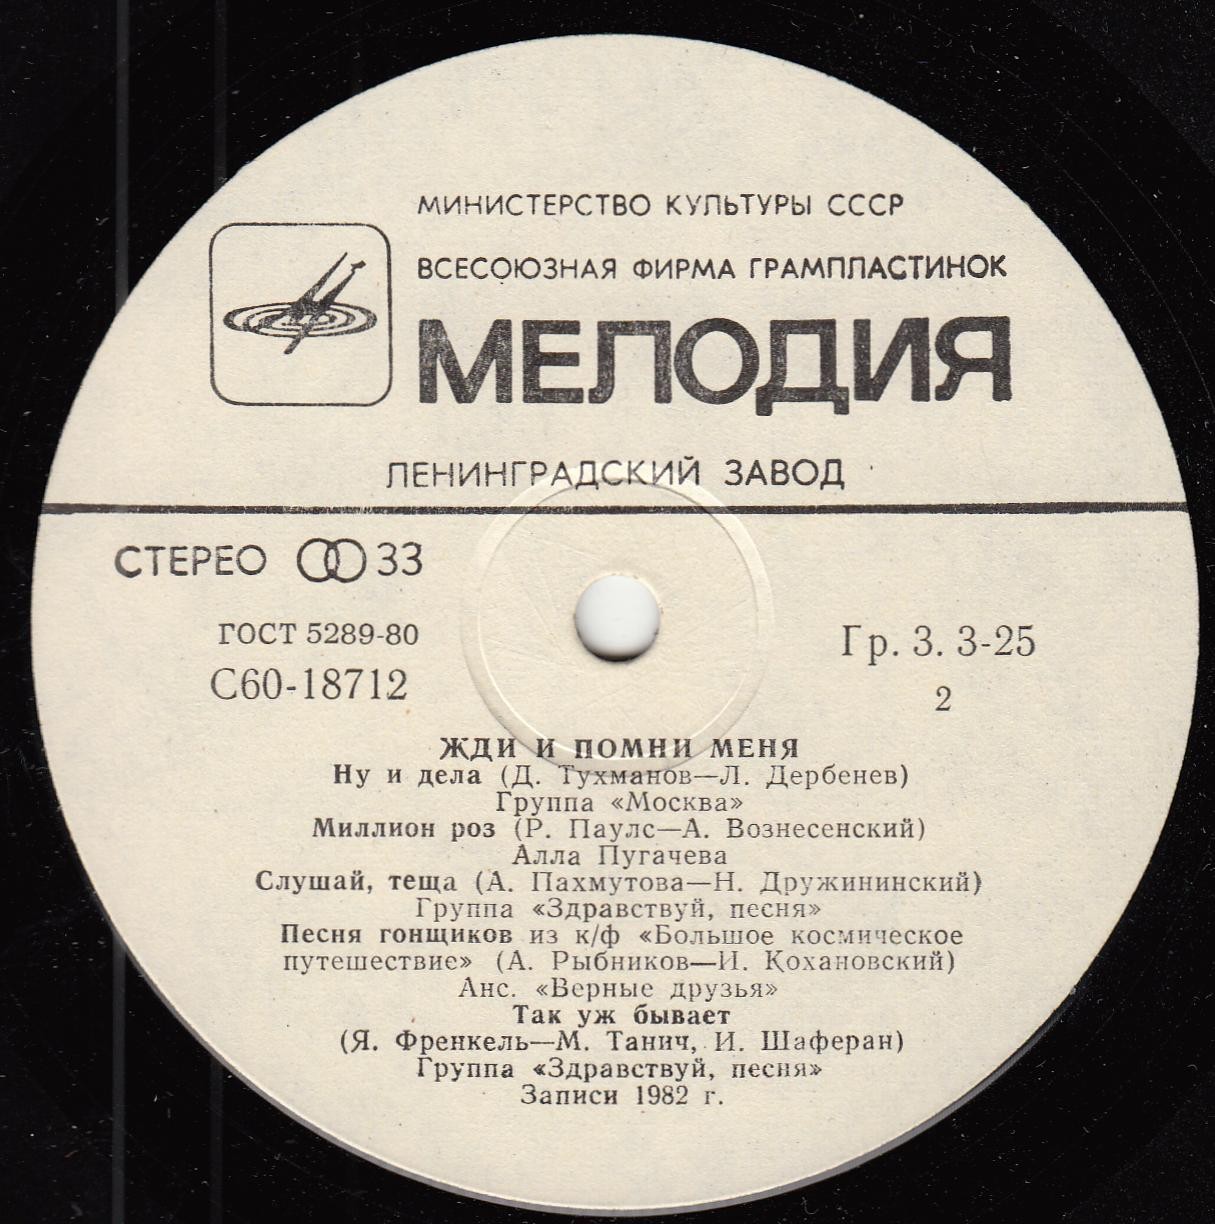 МИНИСТЕРСТВО КУЛЬТУРЫ СССР
ВСЕСОЮЗНАЯ ФИРМА ГРАМПЛАСТИНОК
МЕЛОДИЯ
ЛЕНИНГРАДСКИЙ ЗАВОД
СТЕРЕО 33
ГОСТ 5289-80
С60-18712
Гр. 3. 3-25
2
ЖДИ И ПОМНИ МЕНЯ
Ну и дела (Д. Тухманов—Л. Дербенев)
Группа «Москва»
Миллион роз (Р. Паулс—А. Вознесенский)
Алла Пугачева
Слушай, теща (А. Пахмутова—Н. Дружининский)
Группа «Здравствуй, песня»
Песня гонщиков из к/ф «Большое космическое
путешествие» (А. Рыбников—И. Кохановский)
Анс. «Верные друзья»
Так уж бывает
(Я. Френкель—М. Танич, И. Шаферан)
Группа «Здравствуй, песня»
Записи 1982 г.